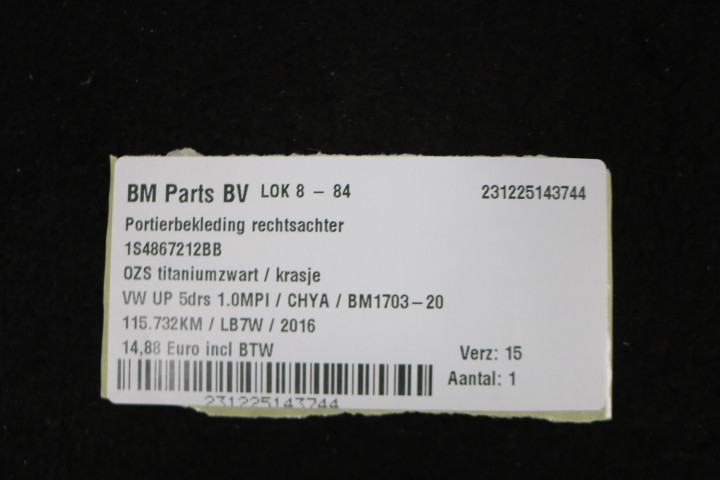 BM Parts BV LOK 8 - 84 231225143744
Portierbekleding rechtsachter
1S4867212BB
OZS titaniumzwart / krasje
VW UP 5drs 1.0MPI / CHYA / BM1703-20
115.732KM / LB7W / 2016
14,88 Euro incl BTW Verz: 15
Aantal: 1
231225143744